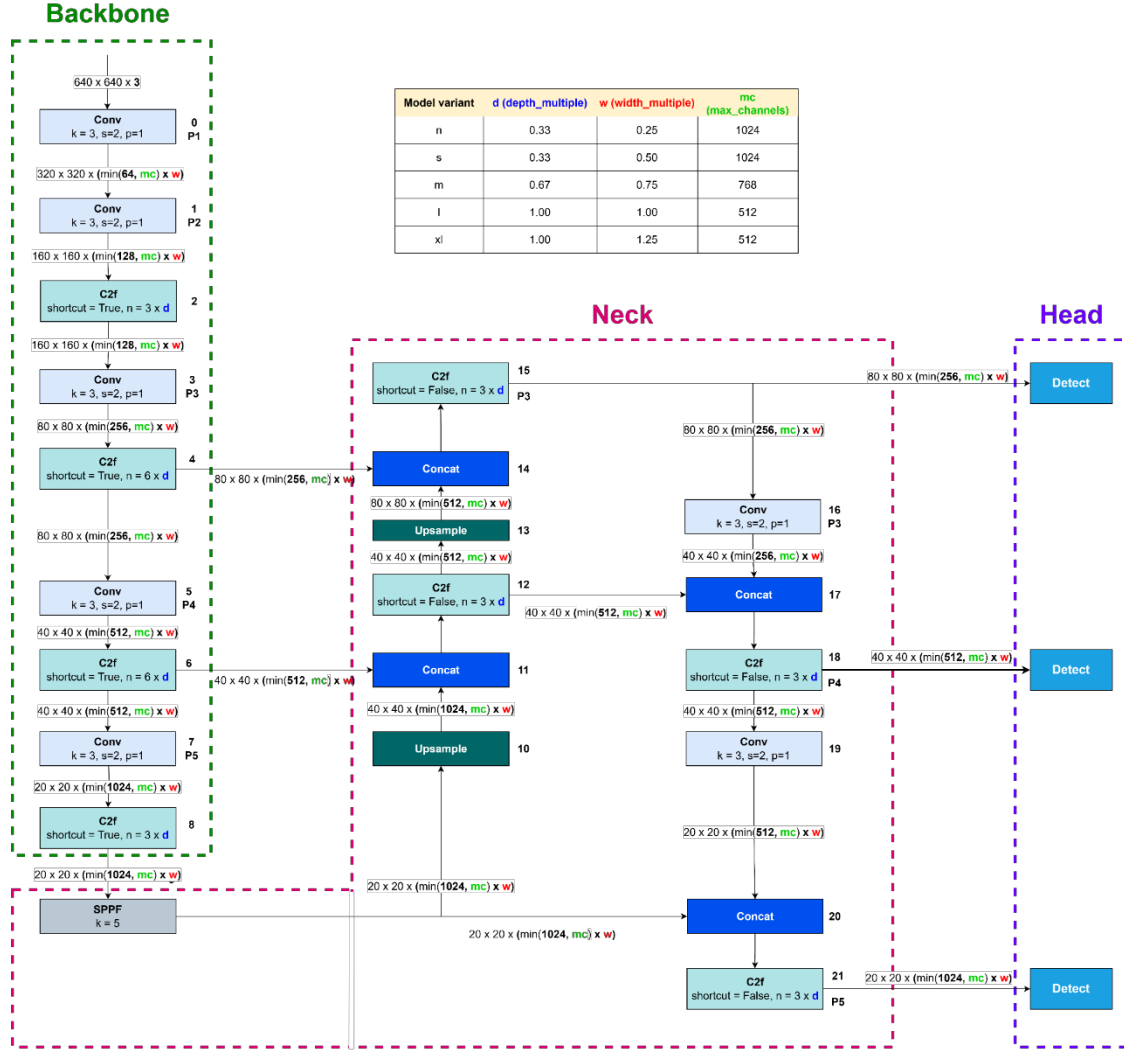 Backbone
640 x 640 x 3
Conv
k = 3, s=2, p=1
0
P1
320 x 320 x (min(64, mc) x w)
Conv
k = 3, s=2, p=1
1
P2
160 x 160 x (min(128, mc) x w)
C2f
shortcut = True, n = 3 x d
2
160 x 160 x (min(128, mc) x w)
Conv
k = 3, s=2, p=1
3
P3
80 x 80 x (min(256, mc) x w)
C2f
shortcut = True, n = 6 x d
4
80 x 80 x (min(256, mc) x w)
80 x 80 x (min(256, mc) x w)
Conv
k = 3, s=2, p=1
5
P4
40 x 40 x (min(512, mc) x w)
C2f
shortcut = True, n = 6 x d
6
40 x 40 x (min(512, mc) x w)
40 x 40 x (min(512, mc) x w)
Conv
k = 3, s=2, p=1
7
P5
20 x 20 x (min(1024, mc) x w)
C2f
shortcut = True, n = 3 x d
8
20 x 20 x (min(1024, mc) x w)
SPPF
k = 5
Model variant d (depth_multiple) w (width_multiple) mc (max_channels)
n 0.33 0.25 1024
s 0.33 0.50 1024
m 0.67 0.75 768
l 1.00 1.00 512
xl 1.00 1.25 512
Neck
C2f
shortcut = False, n = 3 x d
15
P3
Concat
14
80 x 80 x (min(512, mc) x w)
Upsample
13
40 x 40 x (min(512, mc) x w)
C2f
shortcut = False, n = 3 x d
12
40 x 40 x (min(512, mc) x w)
Concat
11
40 x 40 x (min(1024, mc) x w)
Upsample
10
20 x 20 x (min(1024, mc) x w)
20 x 20 x (min(1024, mc) x w)
80 x 80 x (min(256, mc) x w)
80 x 80 x (min(256, mc) x w)
Conv
k = 3, s=2, p=1
16
P3
40 x 40 x (min(256, mc) x w)
Concat
17
C2f
shortcut = False, n = 3 x d
18
P4
40 x 40 x (min(512, mc) x w)
40 x 40 x (min(512, mc) x w)
Conv
k = 3, s=2, p=1
19
20 x 20 x (min(512, mc) x w)
Concat
20
C2f
shortcut = False, n = 3 x d
21
P5
20 x 20 x (min(1024, mc) x w)
Head
Detect
Detect
Detect